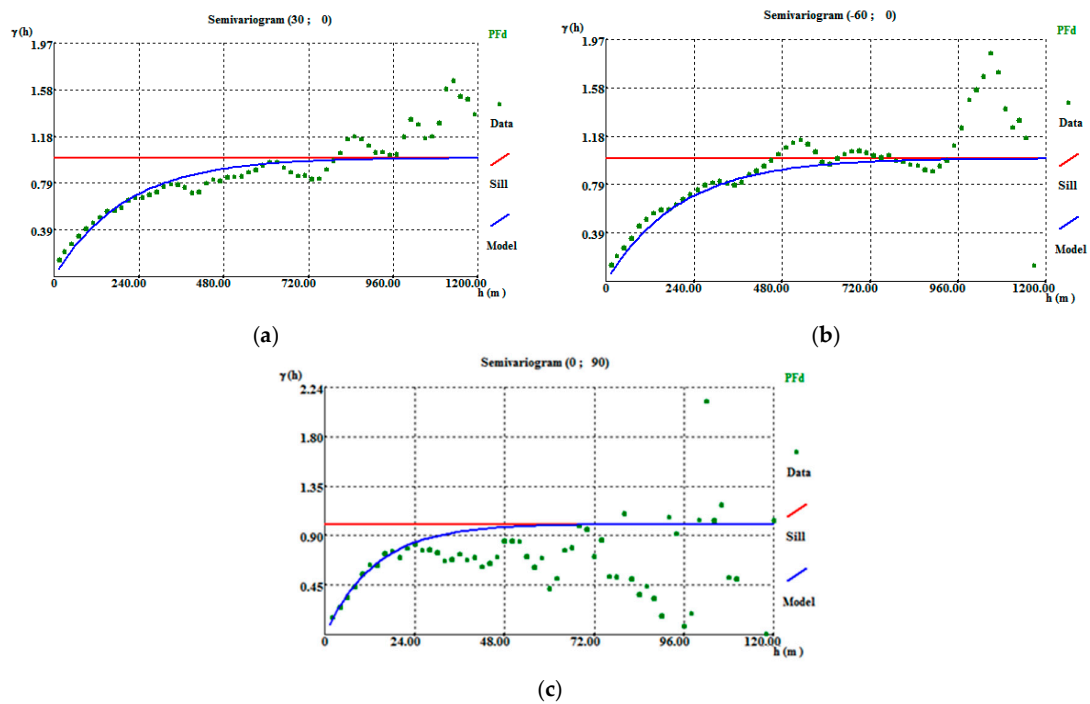 Semivariogram (30 ; 0)
γ(h)
PFd
1.97
1.58
1.18
0.79
0.39
Data
Sill
Model
0
240.00
480.00
720.00
960.00
1200.00
h (m)
(a)
Semivariogram (-60 ; 0)
γ(h)
PFd
1.97
1.58
1.18
0.79
0.39
Data
Sill
Model
0
240.00
480.00
720.00
960.00
1200.00
h (m)
(b)
Semivariogram (0 ; 90)
γ(h)
PFd
2.24
1.80
1.35
0.90
0.45
Data
Sill
Model
0
24.00
48.00
72.00
96.00
120.00
h (m)
(c)